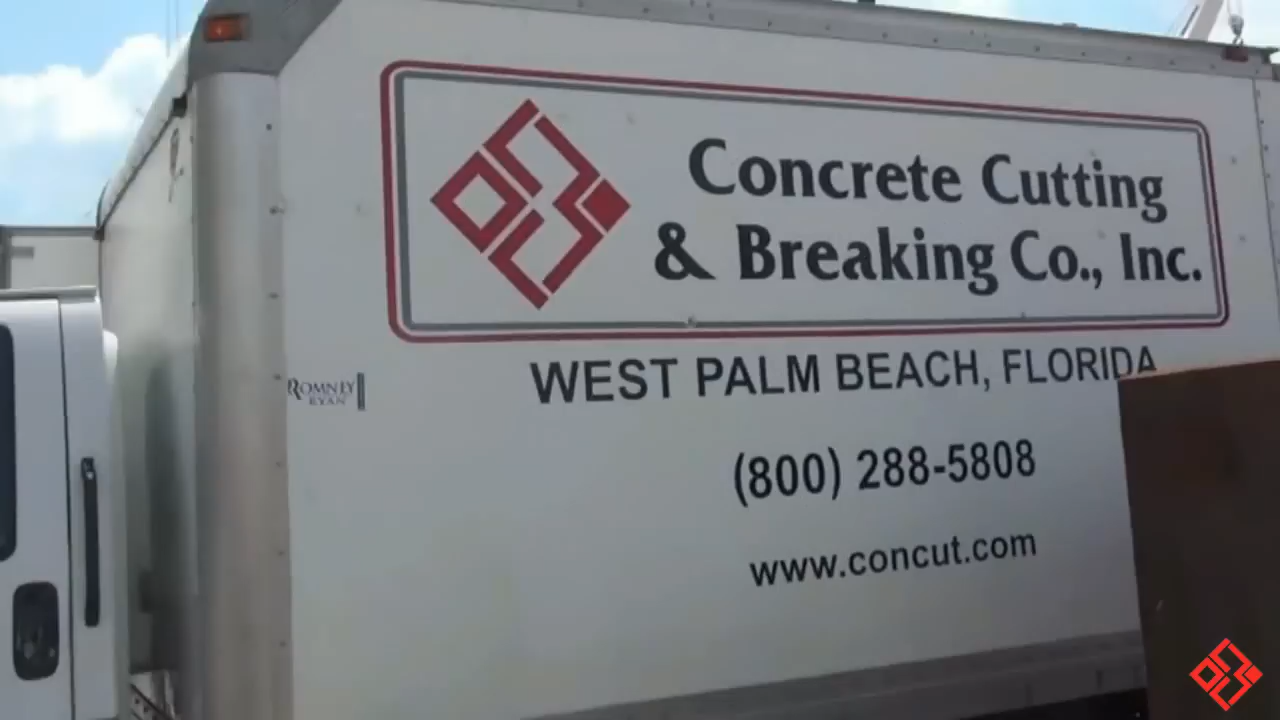 Concrete Cutting
& Breaking Co., Inc.
WEST PALM BEACH, FLORIDA
ROMNEY
RYAN
(800) 288-5808
www.concut.com